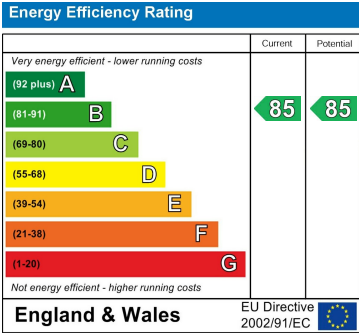 Energy Efficiency Rating
Current Potential
Very energy efficient - lower running costs
(92 plus) A
(81-91) B 85 85
(69-80) C
(55-68) D
(39-54) E
(21-38) F
(1-20) G
Not energy efficient - higher running costs
England & Wales EU Directive
2002/91/EC